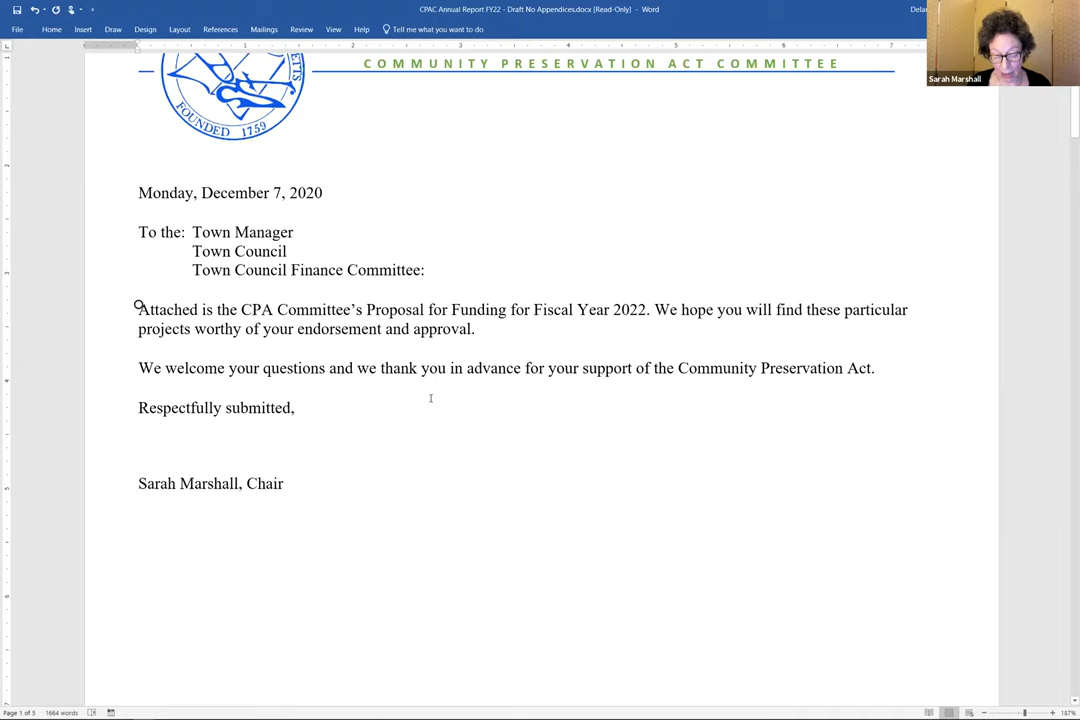 CPAC Annual Report FY22 - Draft No Appendices.docx [Read-Only] - Word
File Home Insert Draw Design Layout References Mailings Review View Help Tell me what you want to do
Sarah Marshall
COMMUNITY PRESERVATION ACT COMMITTEE
FOUNDED 1759
Monday, December 7, 2020
To the: Town Manager
Town Council
Town Council Finance Committee:
Attached is the CPA Committee's Proposal for Funding for Fiscal Year 2022. We hope you will find these particular
projects worthy of your endorsement and approval.
We welcome your questions and we thank you in advance for your support of the Community Preservation Act.
Respectfully submitted,
Sarah Marshall, Chair
Page 1 of 5 1664 words
187%